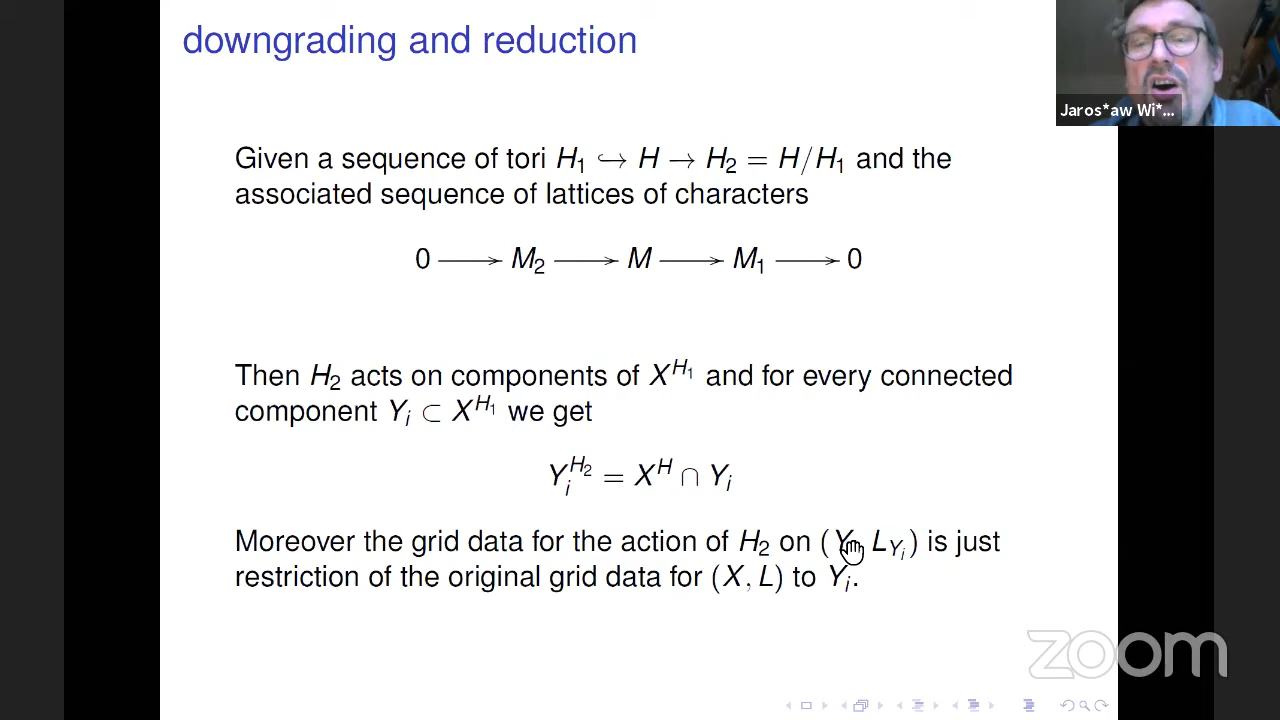 downgrading and reduction
Jaros*aw Wi*...
Given a sequence of tori H₁ ↪ H → H₂ = H/H₁ and the
associated sequence of lattices of characters
0 → M₂ → M → M₁ → 0
Then H₂ acts on components of X^{H₁} and for every connected
component Yᵢ ⊂ X^{H₁} we get
Yᵢ^{H₂} = X^H ∩ Yᵢ
Moreover the grid data for the action of H₂ on (Y, L_{Yᵢ}) is just
restriction of the original grid data for (X, L) to Yᵢ.
zoom